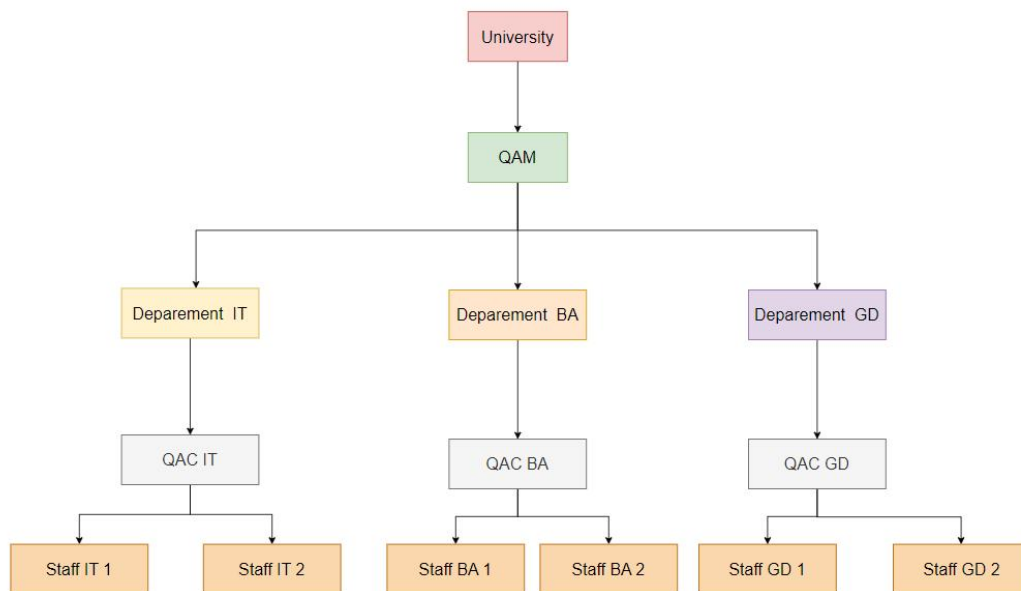 University
QAM
Deparement IT
Deparement BA
Deparement GD
QAC IT
QAC BA
QAC GD
Staff IT 1
Staff IT 2
Staff BA 1
Staff BA 2
Staff GD 1
Staff GD 2